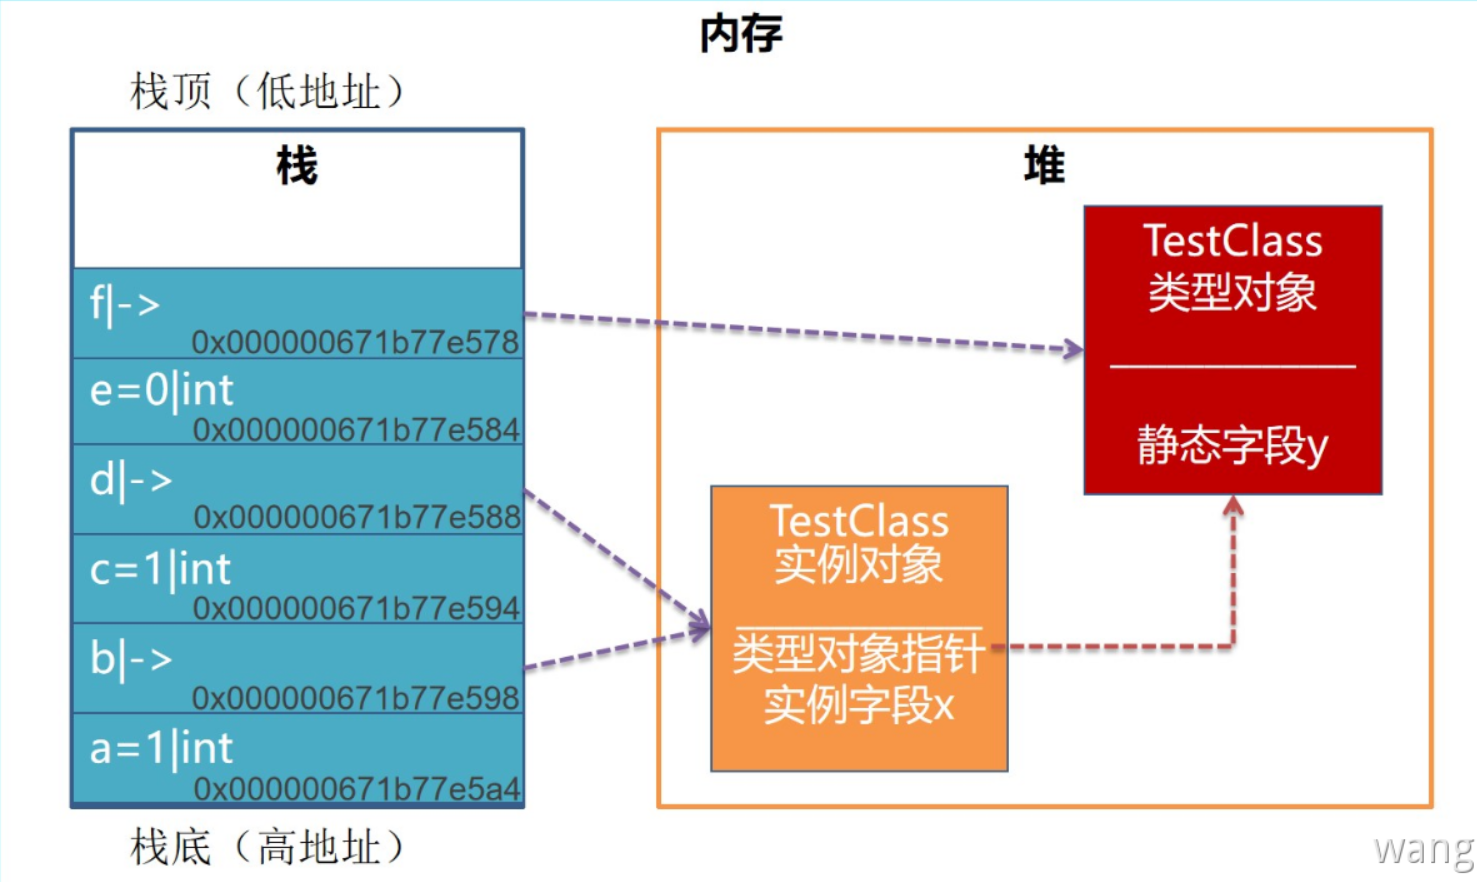 内存
栈顶（低地址）
栈
f|->
0x000000671b77e578
e=0|int
0x000000671b77e584
d|->
0x000000671b77e588
c=1|int
0x000000671b77e594
b|->
0x000000671b77e598
a=1|int
0x000000671b77e5a4
栈底（高地址）
堆
TestClass
类型对象
静态字段y
TestClass
实例对象
类型对象指针
实例字段x
wang